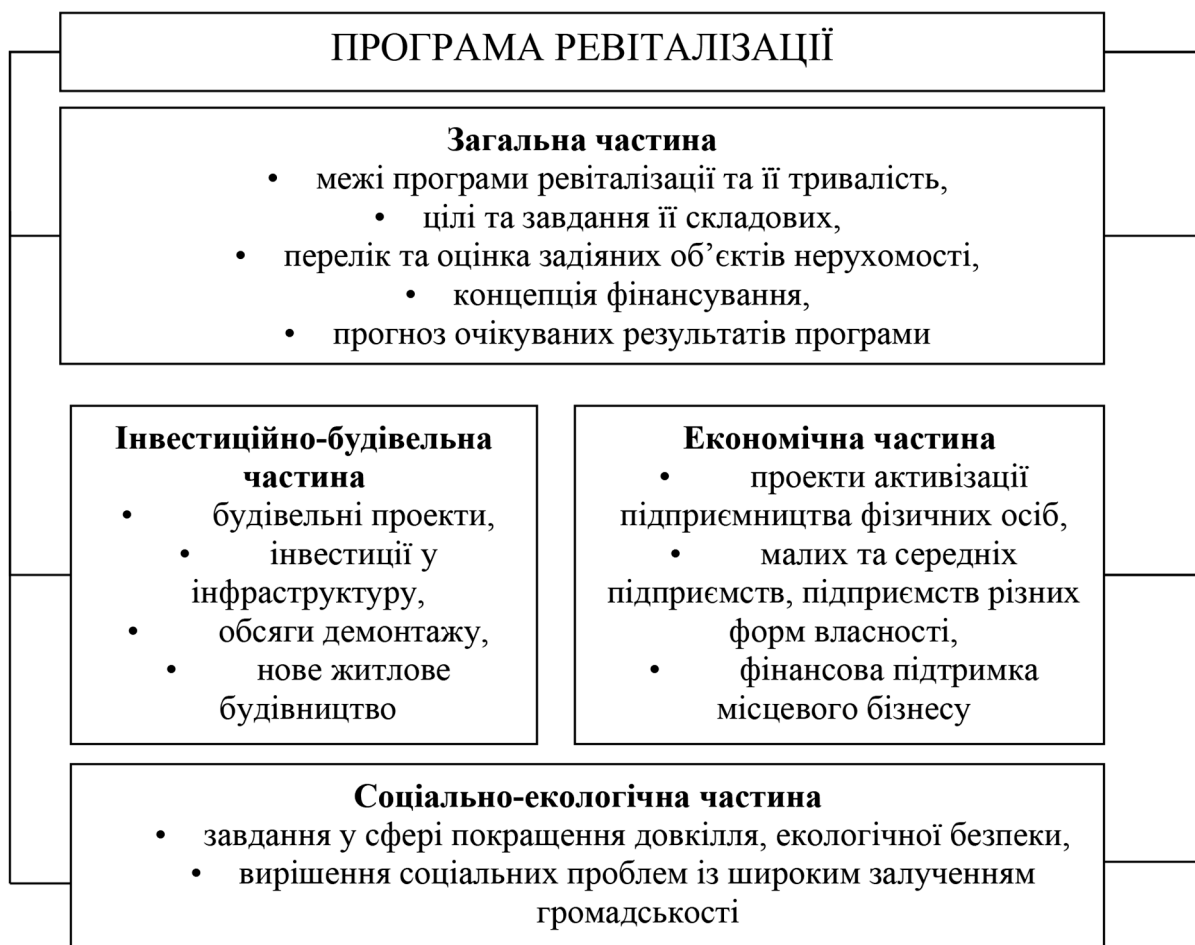 ПРОГРАМА РЕВІТАЛІЗАЦІЇ
Загальна частина
• межі програми ревіталізації та її тривалість,
• цілі та завдання її складових,
• перелік та оцінка задіяних об’єктів нерухомості,
• концепція фінансування,
• прогноз очікуваних результатів програми
Інвестиційно-будівельна
частина
• будівельні проекти,
• інвестиції у
інфраструктуру,
• обсяги демонтажу,
• нове житлове
будівництво
Економічна частина
• проекти активізації
підприємництва фізичних осіб,
• малих та середніх
підприємств, підприємств різних
форм власності,
• фінансова підтримка
місцевого бізнесу
Соціально-екологічна частина
• завдання у сфері покращення довкілля, екологічної безпеки,
• вирішення соціальних проблем із широким залученням
громадськості